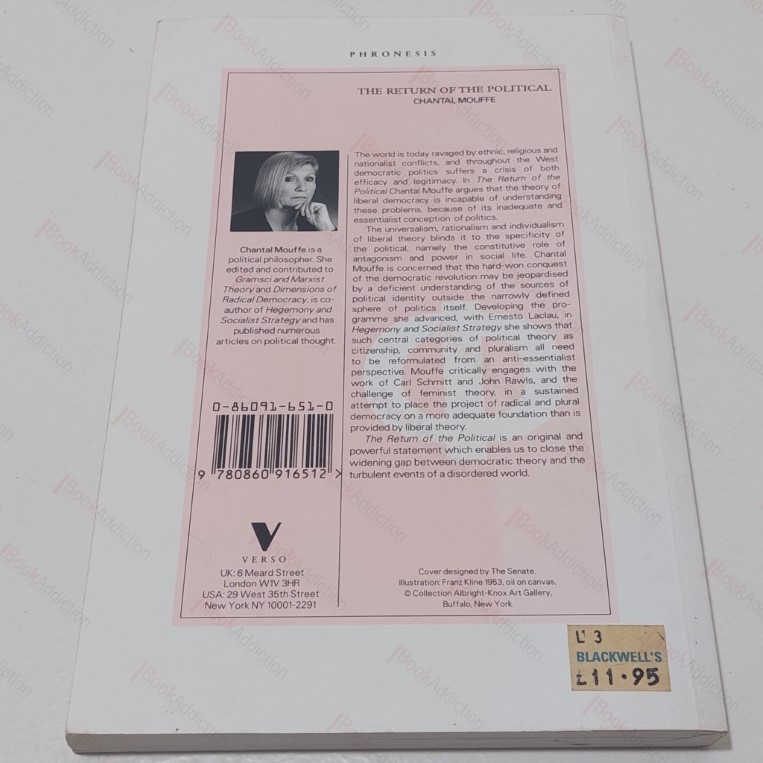 PHRONESIS
THE RETURN OF THE POLITICAL
CHANTAL MOUFFE
Chantal Mouffe is a
political philosopher. She
edited and contributed to
Gramsci and Marxist
Theory and Dimensions of
Radical Democracy, is co-
author of Hegemony and
Socialist Strategy and has
published numerous
articles on political thought.
The world is today ravaged by ethnic, religious and
nationalist conflicts, and throughout the West
democratic politics suffers a crisis of both
efficacy and legitimacy. In The Return of the
Political Chantal Mouffe argues that the theory of
liberal democracy is incapable of understanding
these problems, because of its inadequate and
essentialist conception of politics.
The universalism, rationalism and individualism
of liberal theory blinds it to the specificity of
the political, namely the constitutive role of
antagonism and power in social life. Chantal
Mouffe is concerned that the hard-won conquest
of the democratic revolution may be jeopardised
by a deficient understanding of the sources of
political identity outside the narrowly defined
sphere of politics itself. Developing the pro-
gramme she advanced, with Ernesto Laclau, in
Hegemony and Socialist Strategy she shows that
such central categories of political theory as
citizenship, community and pluralism all need
to be reformulated from an anti-essentialist
perspective. Mouffe critically engages with the
work of Carl Schmitt and John Rawls, and the
challenge of feminist theory, in a sustained
attempt to place the project of radical and plural
democracy on a more adequate foundation than is
provided by liberal theory.
The Return of the Political is an original and
powerful statement which enables us to close the
widening gap between democratic theory and the
turbulent events of a disordered world.
0-86091-651-0
9 780860 916512 >
VERSO
UK: 6 Meard Street
London W1V 3HR
USA: 29 West 35th Street
New York NY 10001-2291
Cover designed by The Senate.
Illustration: Franz Kline 1953, oil on canvas,
© Collection Albright-Knox Art Gallery,
Buffalo, New York.
3
BLACKWELL'S
£11·95
BookAddiction